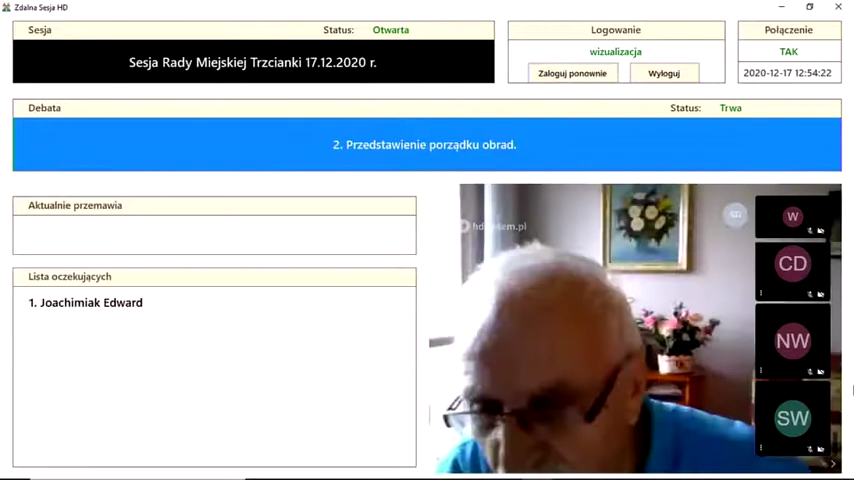 Zdalna Sesja HD
Sesja
Status: Otwarta
Sesja Rady Miejskiej Trzcianki 17.12.2020 r.
Logowanie
wizualizacja
Zaloguj ponownie
Wyloguj
Połączenie
TAK
2020-12-17 12:54:22
Debata
Status: Trwa
2. Przedstawienie porządku obrad.
Aktualnie przemawia
Lista oczekujących
1. Joachimiak Edward
W
CD
NW
SW